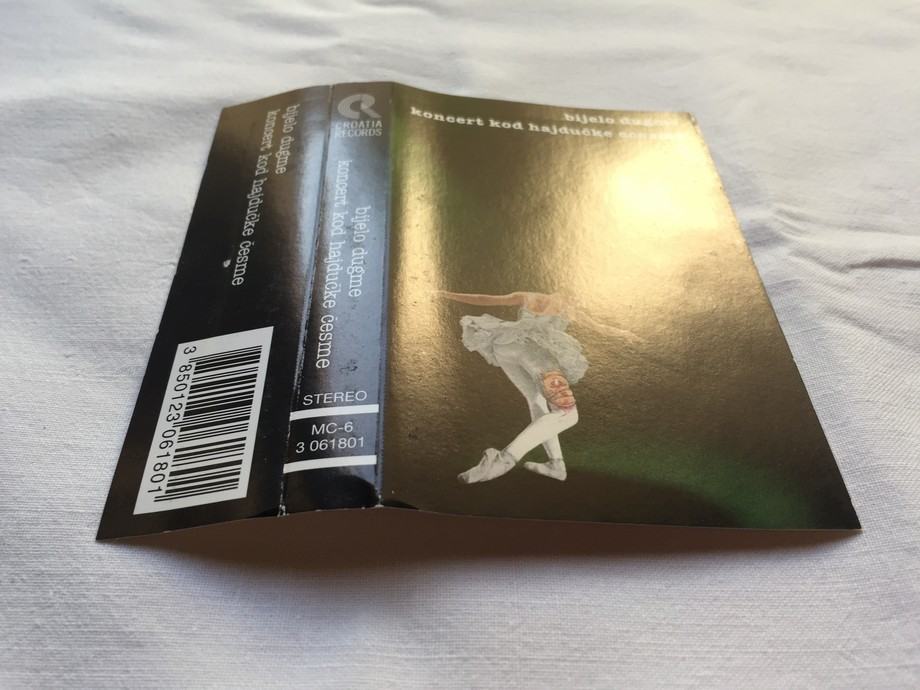 bijelo dugme
koncert kod hajdučke česme
3 850123 061801
CROATIA
RECORDS
bijelo dugme
koncert kod hajdučke česme
STEREO
MC-6
3 061801
bijelo dugme
koncert kod hajdučke